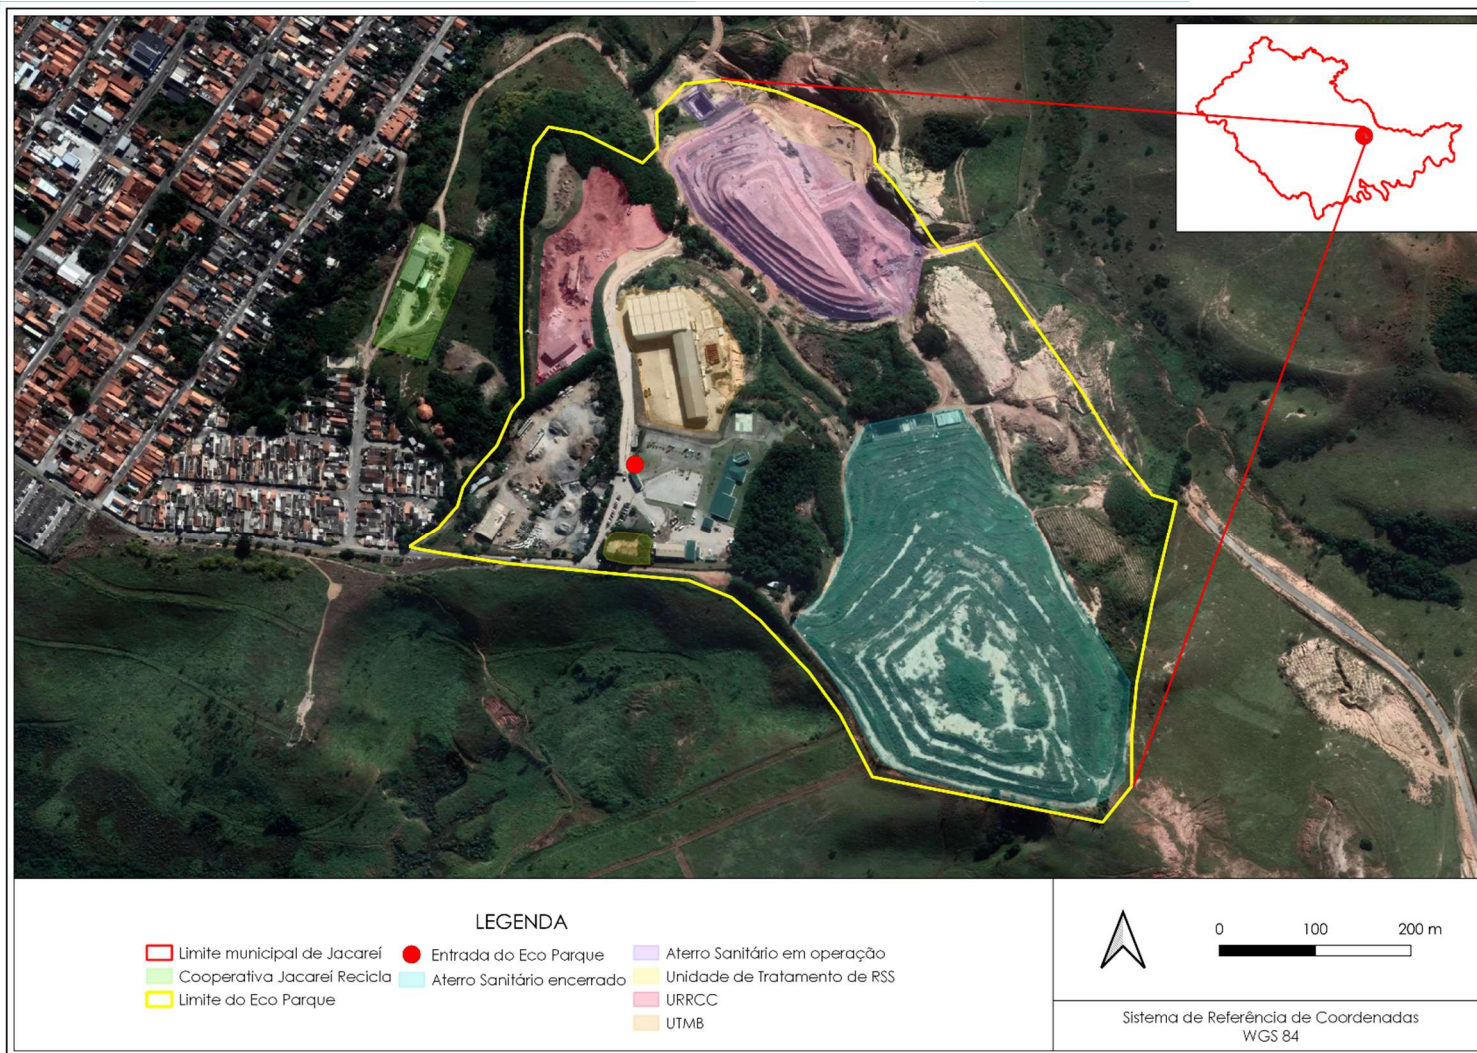 LEGENDA
Limite municipal de Jacareí
Cooperativa Jacareí Recicla
Limite do Eco Parque
Entrada do Eco Parque
Aterro Sanitário encerrado
Aterro Sanitário em operação
Unidade de Tratamento de RSS
URRCC
UTMB
0 100 200 m
Sistema de Referência de Coordenadas
WGS 84